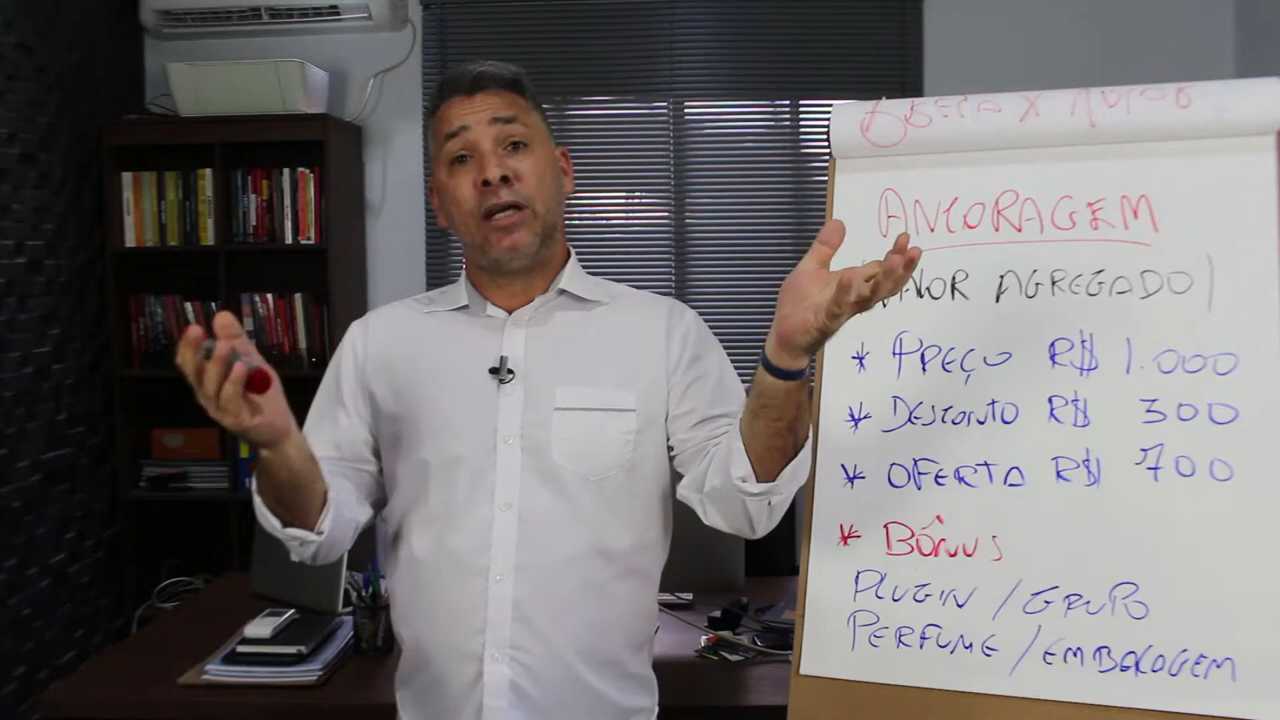 ANCORAGEM
VALOR AGREGADO
* PREÇO R$ 1.000
* DESCONTO R$ 300
* OFERTA R$ 700
* BÔNUS
PLUGIN / GRUPO
PERFUME / EMBALAGEM